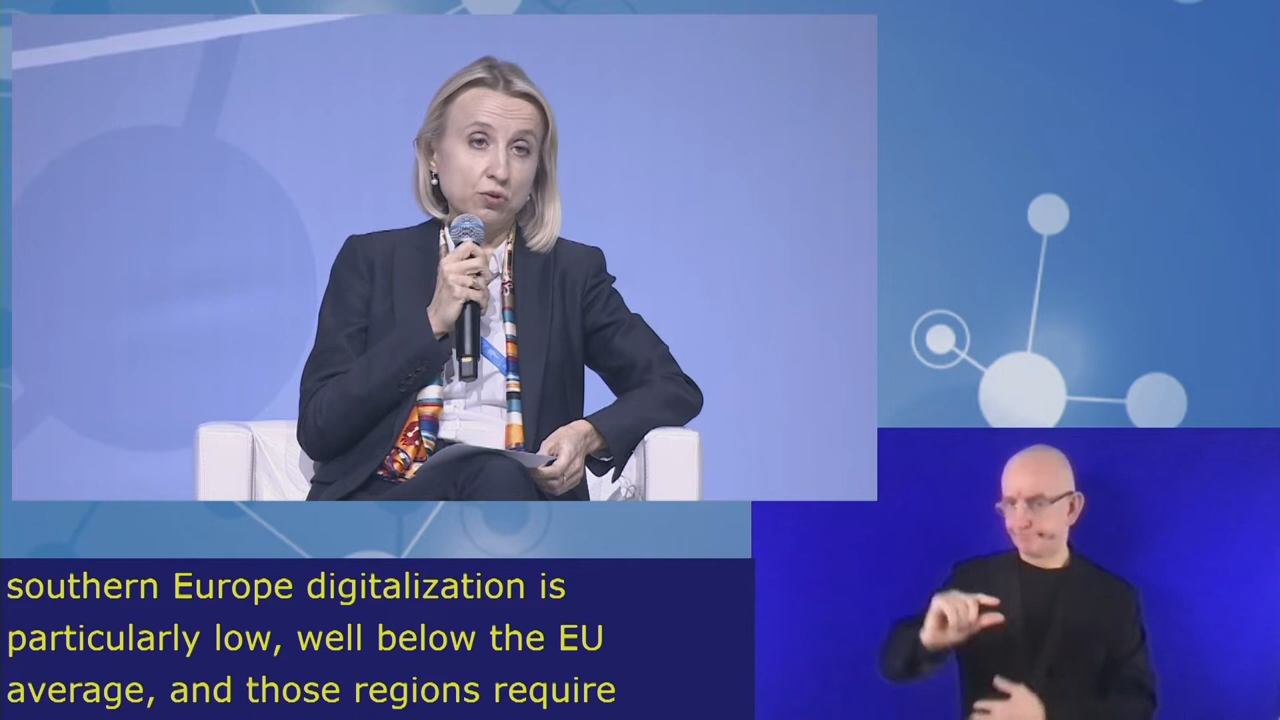 southern Europe digitalization is
particularly low, well below the EU
average, and those regions require